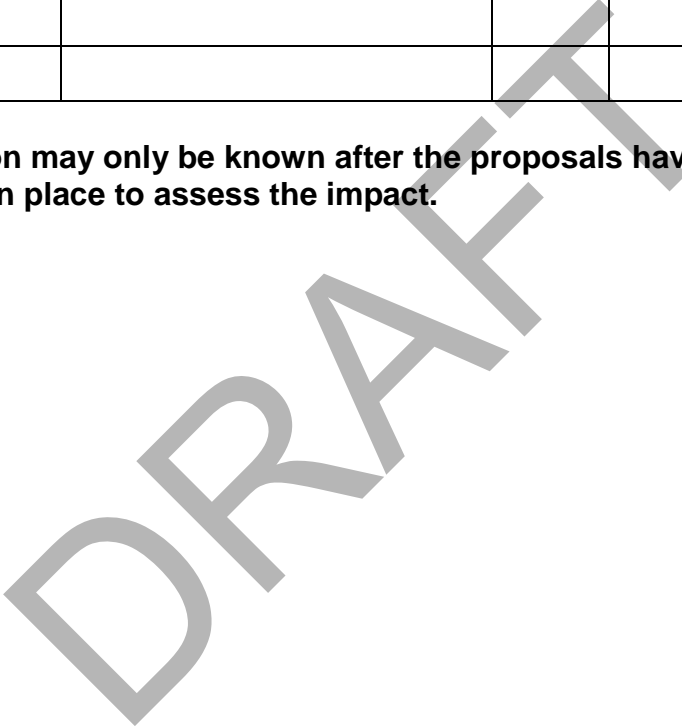 on may only be known after the proposals hav
n place to assess the impact.
DRAFT